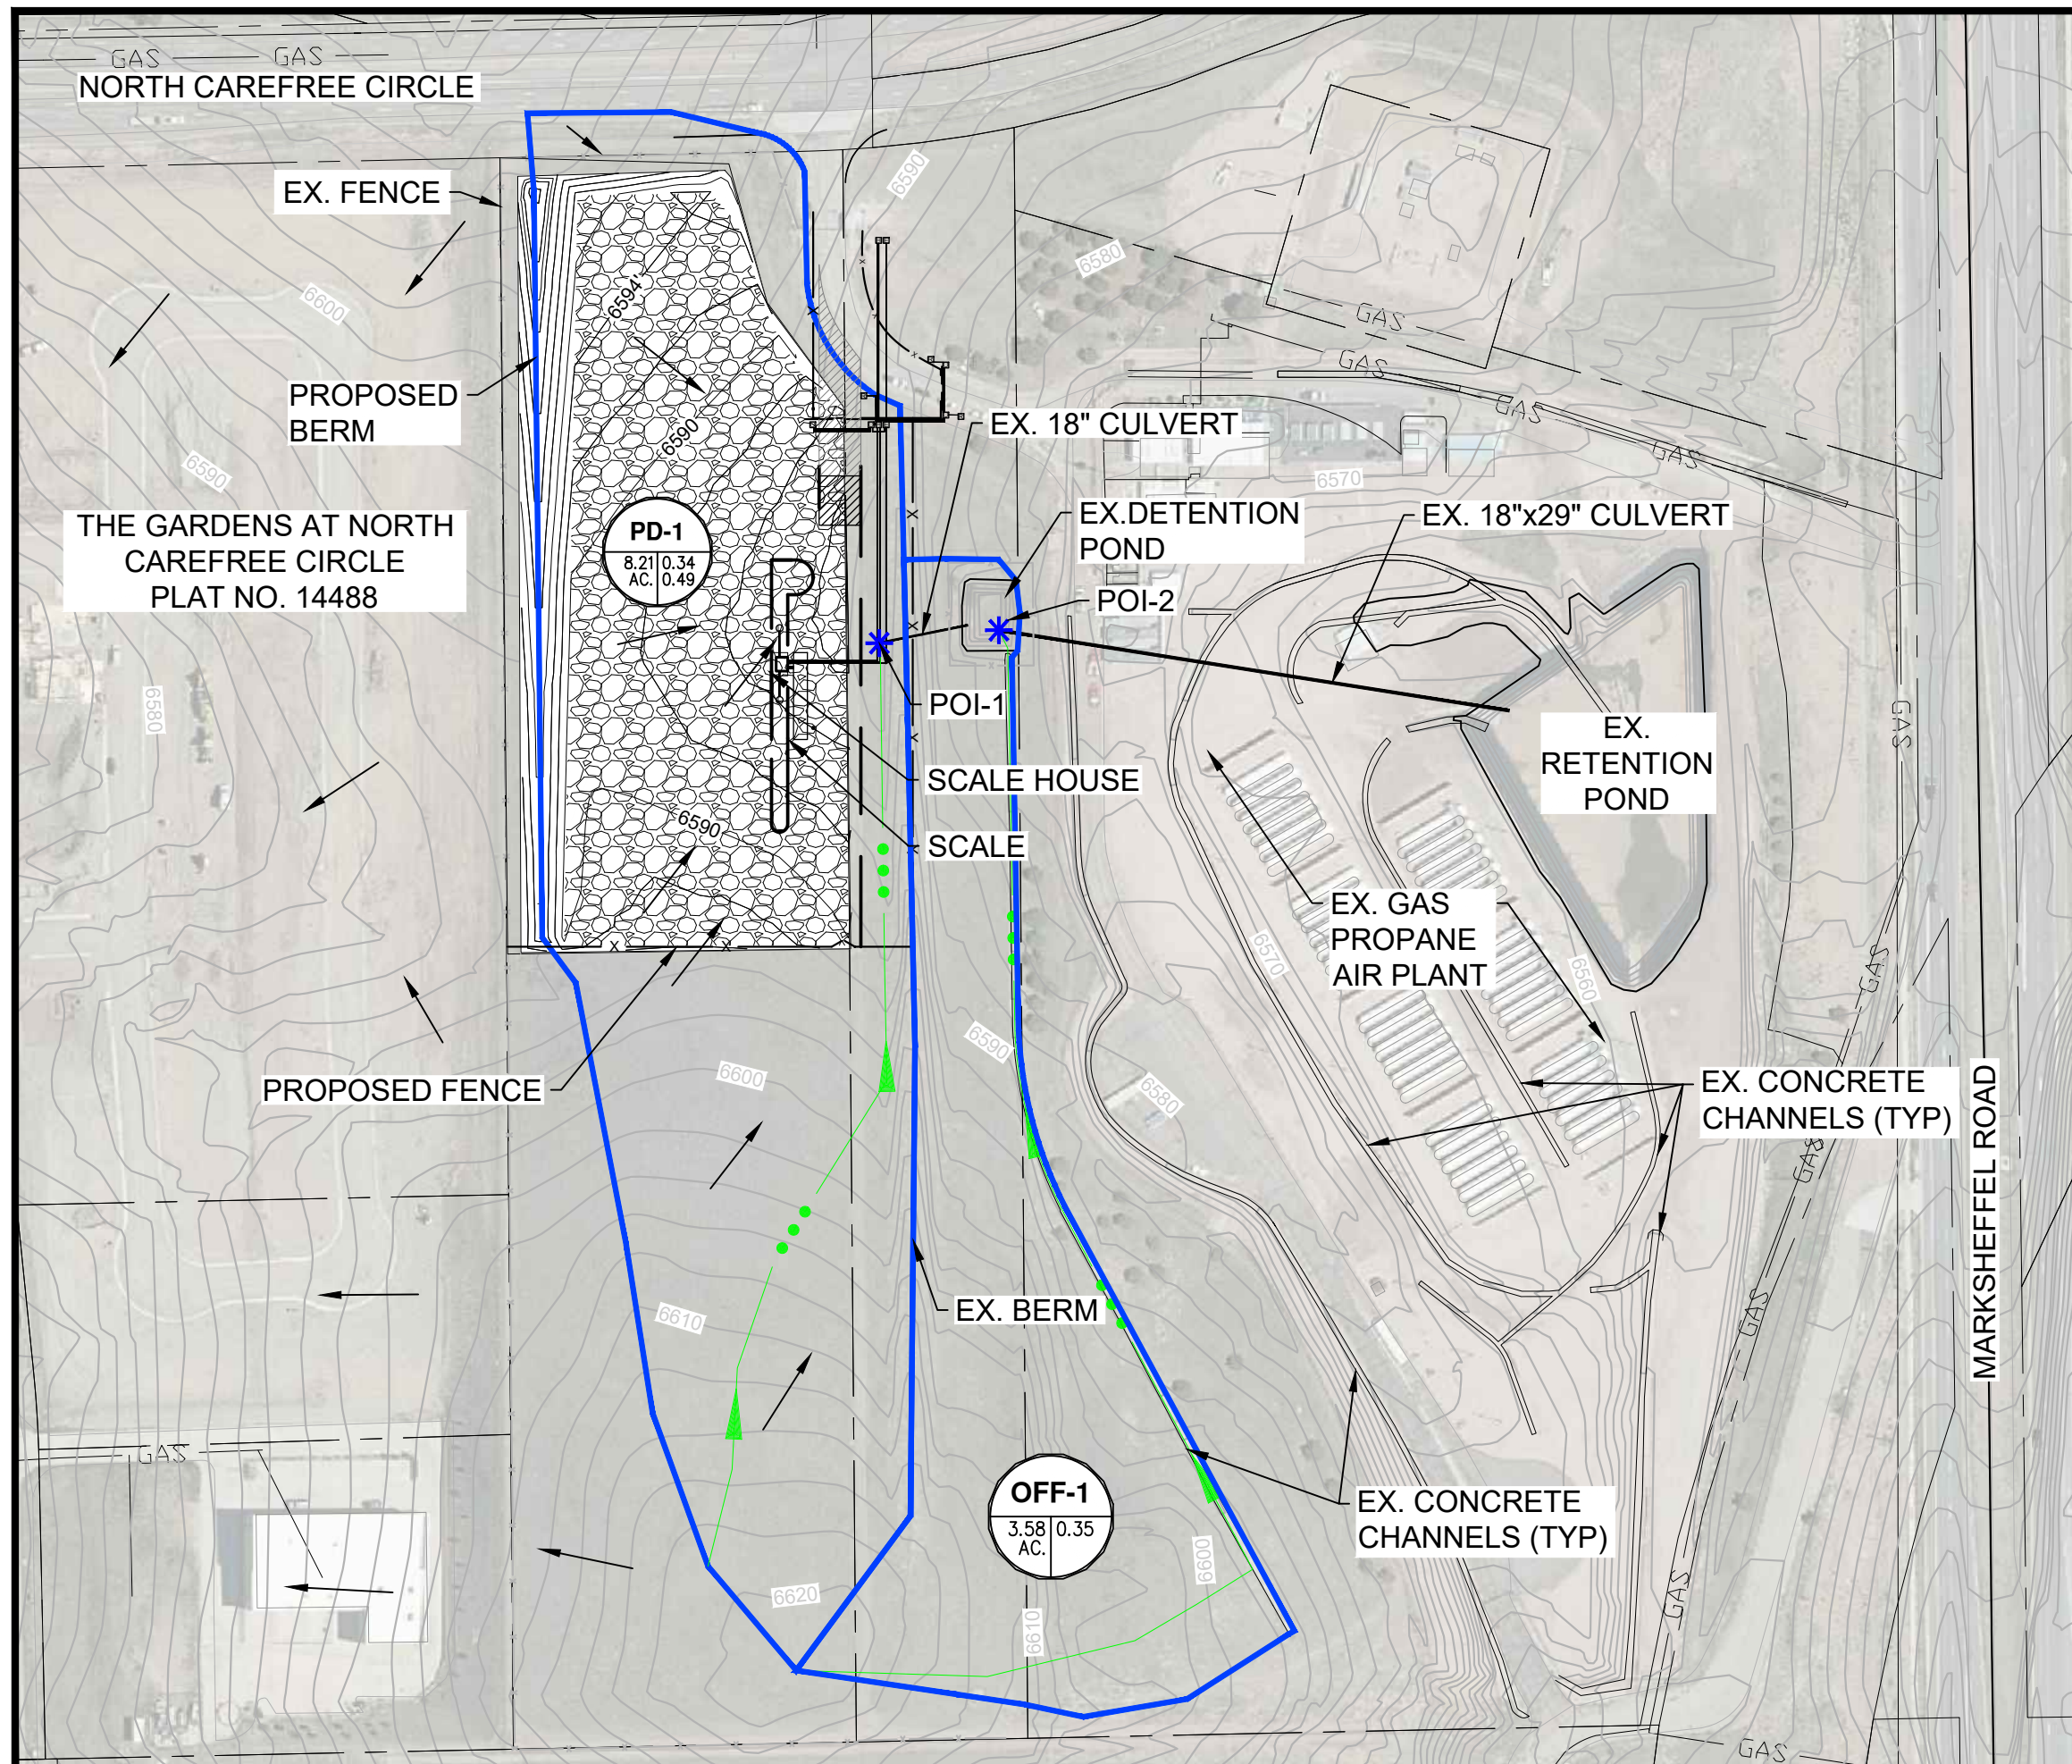 GAS GAS
NORTH CAREFREE CIRCLE
EX. FENCE
6590
6580
6600
GAS
GAS
6594'
PROPOSED
BERM
GAS
EX. 18" CULVERT
6590
GAS
6590
6570
PD-1
8.21 0.34
AC. 0.49
EX.DETENTION
POND
EX. 18"x29" CULVERT
THE GARDENS AT NORTH
CAREFREE CIRCLE
PLAT NO. 14488
POI-2
6580
POI-1
GAS
EX.
RETENTION
POND
SCALE HOUSE
6590
SCALE
EX. GAS
PROPANE
AIR PLANT
6570
6560
GAS
6590
6600
PROPOSED FENCE
6580
EX. CONCRETE
CHANNELS (TYP)
GAS
MARKSHEFFEL ROAD
6610
EX. BERM
GAS
GAS
OFF-1
3.58 0.35
AC.
EX. CONCRETE
CHANNELS (TYP)
6600
6620
6610
GAS
GAS
X X X X X X